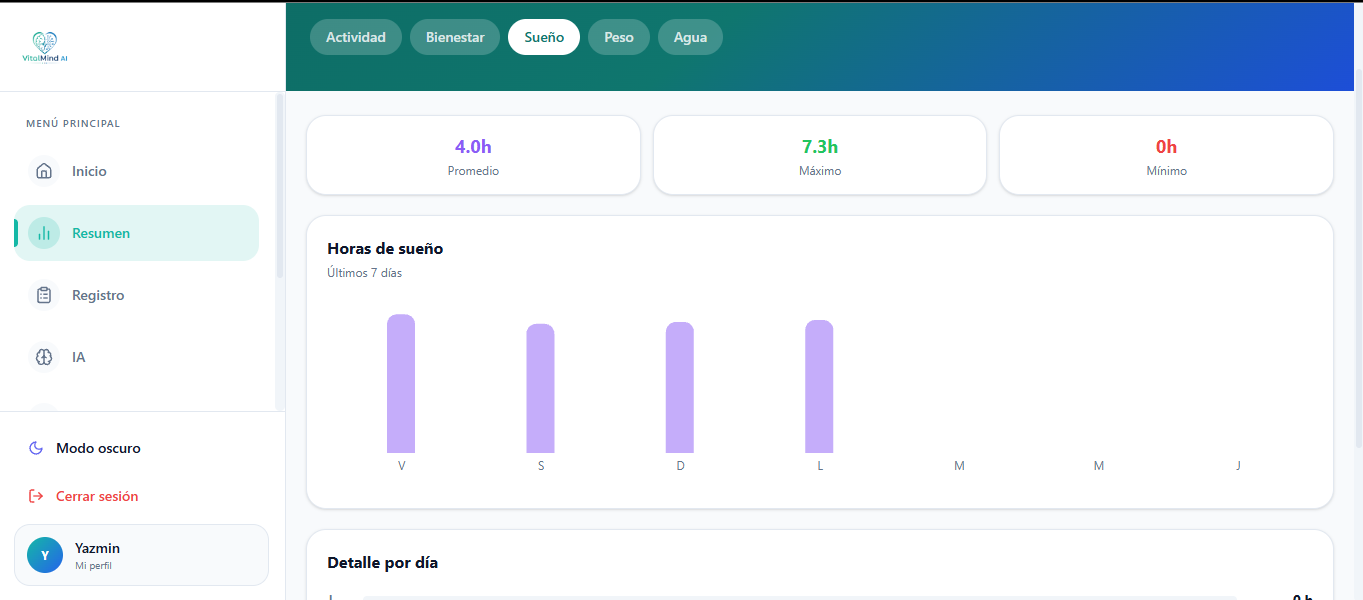 VitalMind AI
Actividad
Bienestar
Sueño
Peso
Agua
MENÚ PRINCIPAL
Inicio
Resumen
Registro
IA
Modo oscuro
Cerrar sesión
Y
Yazmin
Mi perfil
4.0h
Promedio
7.3h
Máximo
0h
Mínimo
Horas de sueño
Últimos 7 días
V S D L M M J
Detalle por día
0 h